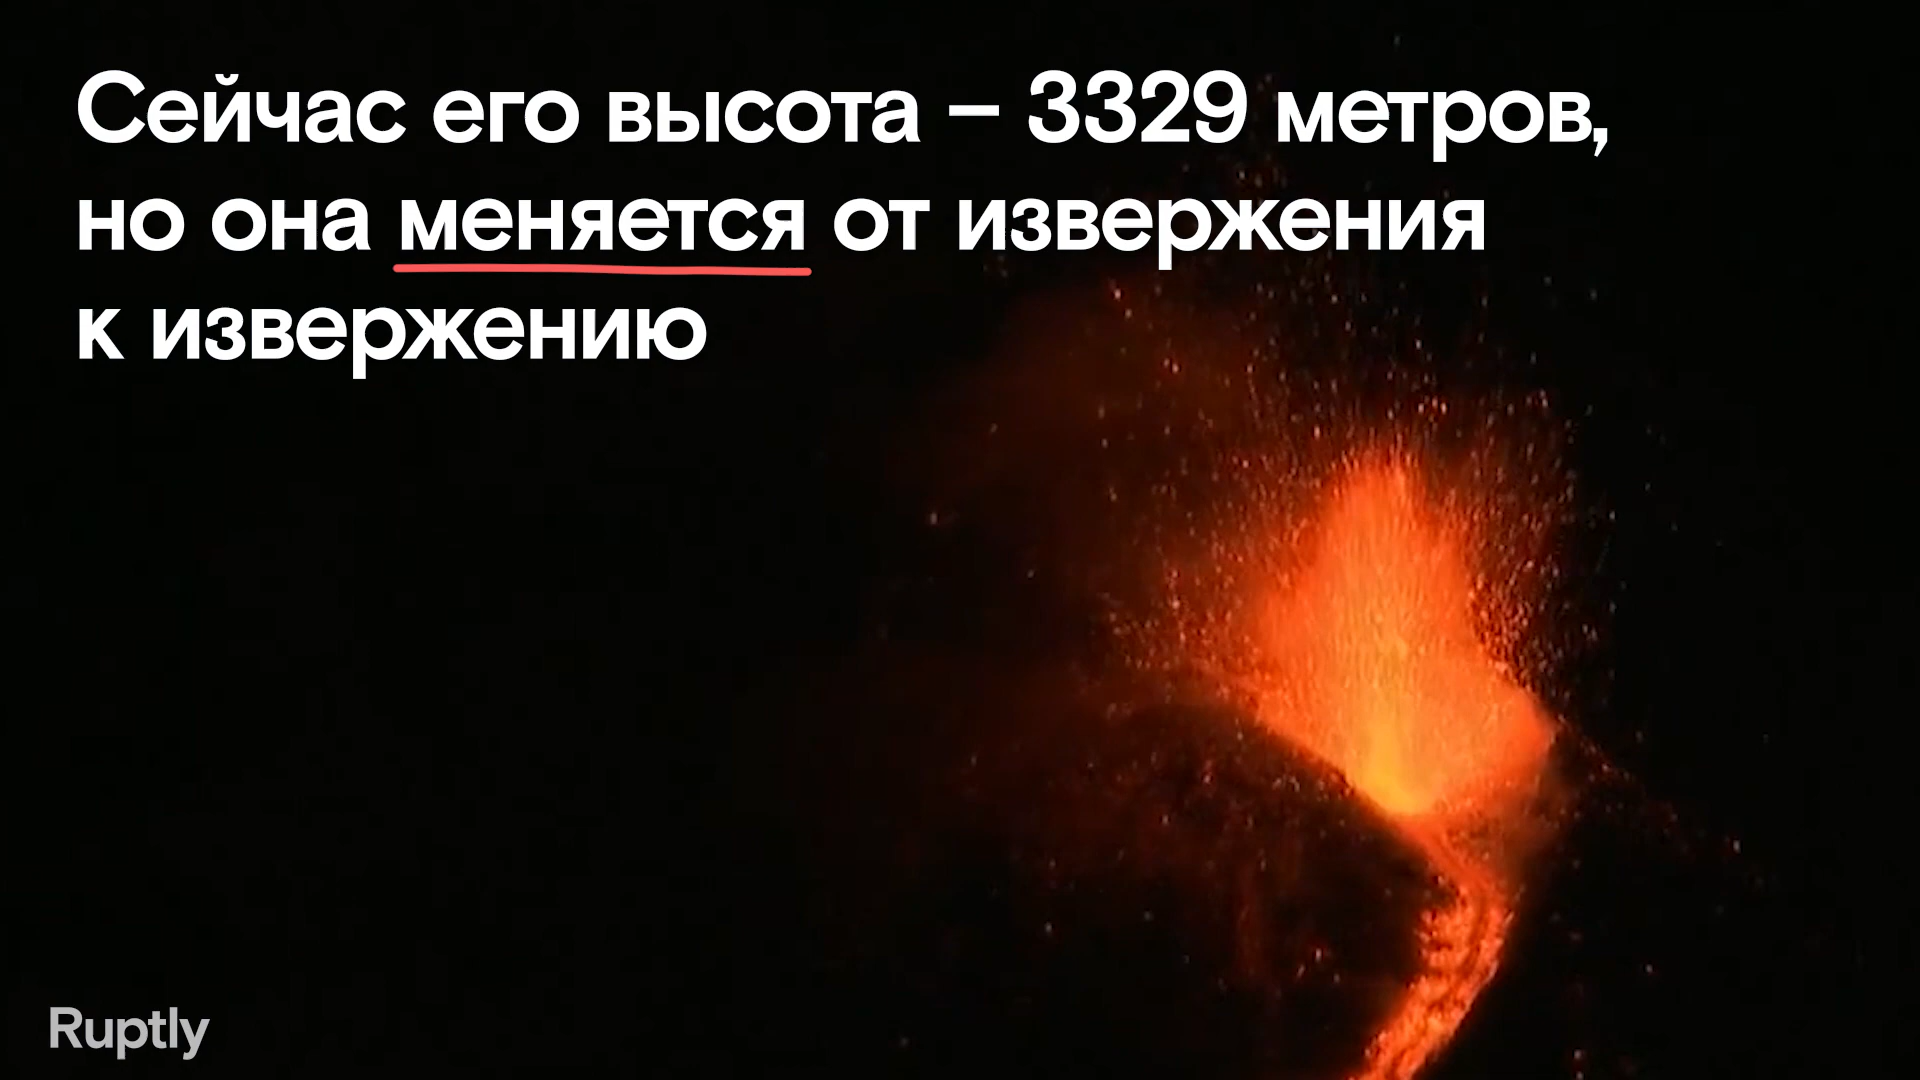 Сейчас его высота – 3329 метров,
но она меняется от извержения
к извержению
Ruptly